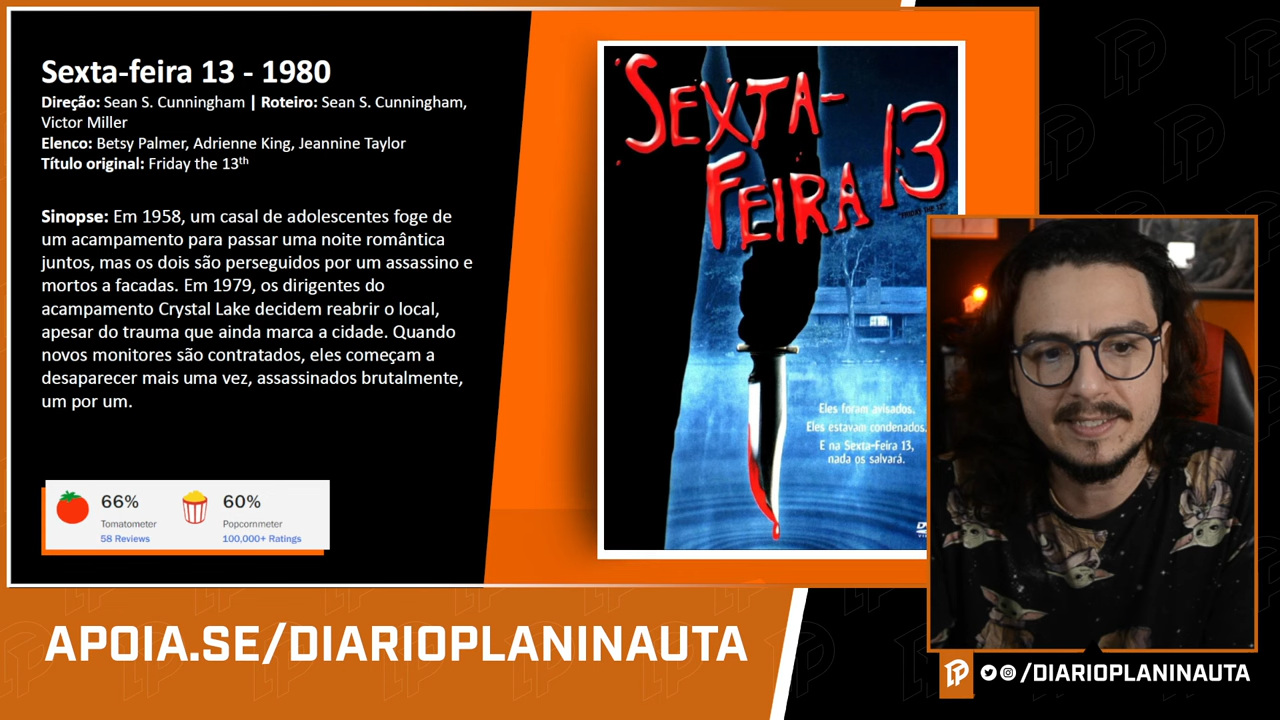 Sexta-feira 13 - 1980
Direção: Sean S. Cunningham | Roteiro: Sean S. Cunningham,
Victor Miller
Elenco: Betsy Palmer, Adrienne King, Jeannine Taylor
Título original: Friday the 13th
Sinopse: Em 1958, um casal de adolescentes foge de
um acampamento para passar uma noite romântica
juntos, mas os dois são perseguidos por um assassino e
mortos a facadas. Em 1979, os dirigentes do
acampamento Crystal Lake decidem reabrir o local,
apesar do trauma que ainda marca a cidade. Quando
novos monitores são contratados, eles começam a
desaparecer mais uma vez, assassinados brutalmente,
um por um.
66%
Tomatometer
58 Reviews
60%
Popcornmeter
100,000+ Ratings
SEXTA-
FEIRA 13
Eles foram avisados.
Eles estavam condenados.
E na Sexta-Feira 13,
nada os salvará.
APOIA.SE/DIARIOPLANINAUTA
/DIARIOPLANINAUTA